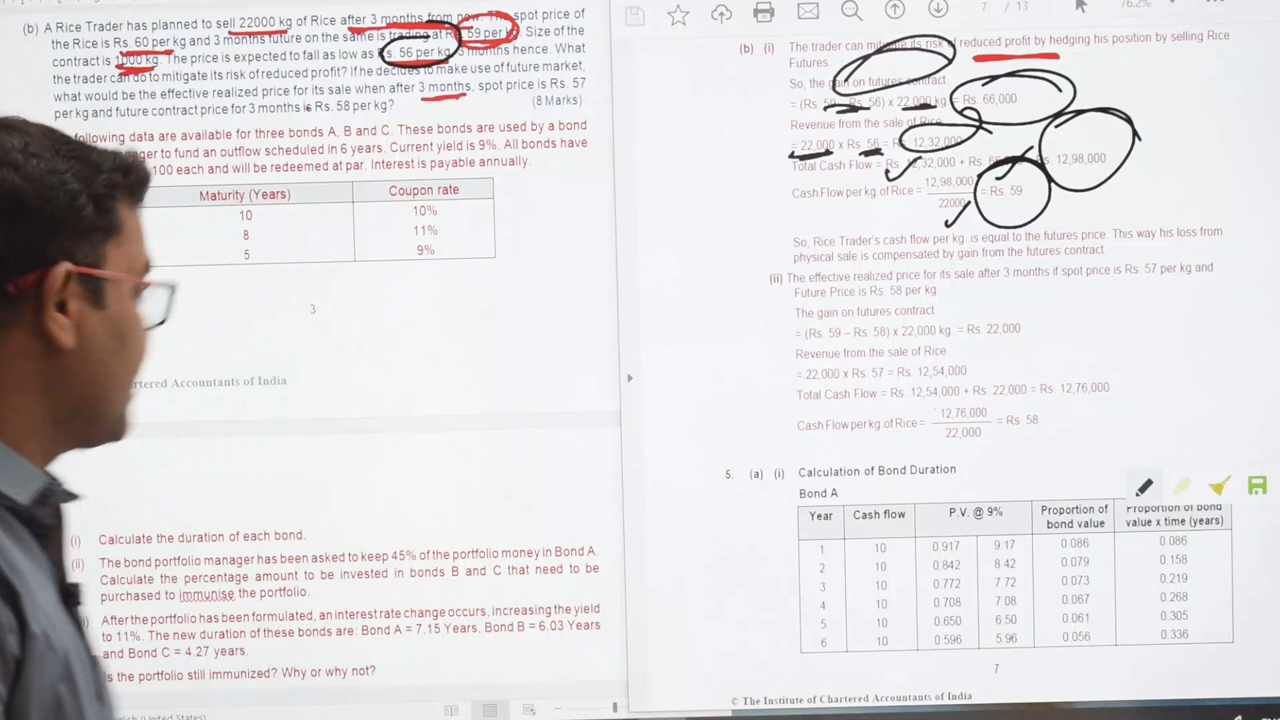 (b) A Rice Trader has planned to sell 22000 kg of Rice after 3 months from now. The spot price of
the Rice is Rs. 60 per kg and 3 months future on the same is trading at Rs. 59 per kg. Size of the
contract is 1000 kg. The price is expected to fall as low as Rs. 56 per kg, 3 months hence. What
the trader can do to mitigate its risk of reduced profit? If he decides to make use of future market,
what would be the effective realized price for its sale when after 3 months, spot price is Rs. 57
per kg and future contract price for 3 months is Rs. 58 per kg?
(8 Marks)
following data are available for three bonds A, B and C. These bonds are used by a bond
ager to fund an outflow scheduled in 6 years. Current yield is 9%. All bonds have
100 each and will be redeemed at par. Interest is payable annually.
Maturity (Years) Coupon rate
10 10%
8 11%
5 9%
3
rtered Accountants of India
(i) Calculate the duration of each bond.
(ii) The bond portfolio manager has been asked to keep 45% of the portfolio money in Bond A.
Calculate the percentage amount to be invested in bonds B and C that need to be
purchased to immunise the portfolio.
After the portfolio has been formulated, an interest rate change occurs, increasing the yield
to 11%. The new duration of these bonds are: Bond A = 7.15 Years, Bond B = 6.03 Years
and Bond C = 4.27 years.
s the portfolio still immunized? Why or why not?
nglish (United States)
7 / 13
76.2%
(b) (i) The trader can mitigate its risk of reduced profit by hedging his position by selling Rice
Futures.
So, the gain on futures contract
= (Rs. 59 – Rs. 56) x 22,000 kg. = Rs. 66,000
Revenue from the sale of Rice
= 22,000 x Rs. 56 = Rs. 12,32,000
Total Cash Flow = Rs. 12,32,000 + Rs. 66,000 = Rs. 12,98,000
Cash Flow per kg of Rice = 12,98,000 / 22000 = Rs. 59
So, Rice Trader's cash flow per kg. is equal to the futures price. This way his loss from
physical sale is compensated by gain from the futures contract.
(ii) The effective realized price for its sale after 3 months if spot price is Rs. 57 per kg and
Future Price is Rs. 58 per kg.
The gain on futures contract
= (Rs. 59 – Rs. 58) x 22,000 kg. = Rs. 22,000
Revenue from the sale of Rice
= 22,000 x Rs. 57 = Rs. 12,54,000
Total Cash Flow = Rs. 12,54,000 + Rs. 22,000 = Rs. 12,76,000
Cash Flow per kg of Rice = 12,76,000 / 22,000 = Rs. 58
5. (a) (i) Calculation of Bond Duration
Bond A
Year Cash flow P.V. @ 9% Proportion of bond value Proportion of bond value x time (years)
1 10 0.917 9.17 0.086 0.086
2 10 0.842 8.42 0.079 0.158
3 10 0.772 7.72 0.073 0.219
4 10 0.708 7.08 0.067 0.268
5 10 0.650 6.50 0.061 0.305
6 10 0.596 5.96 0.056 0.336
7
© The Institute of Chartered Accountants of India